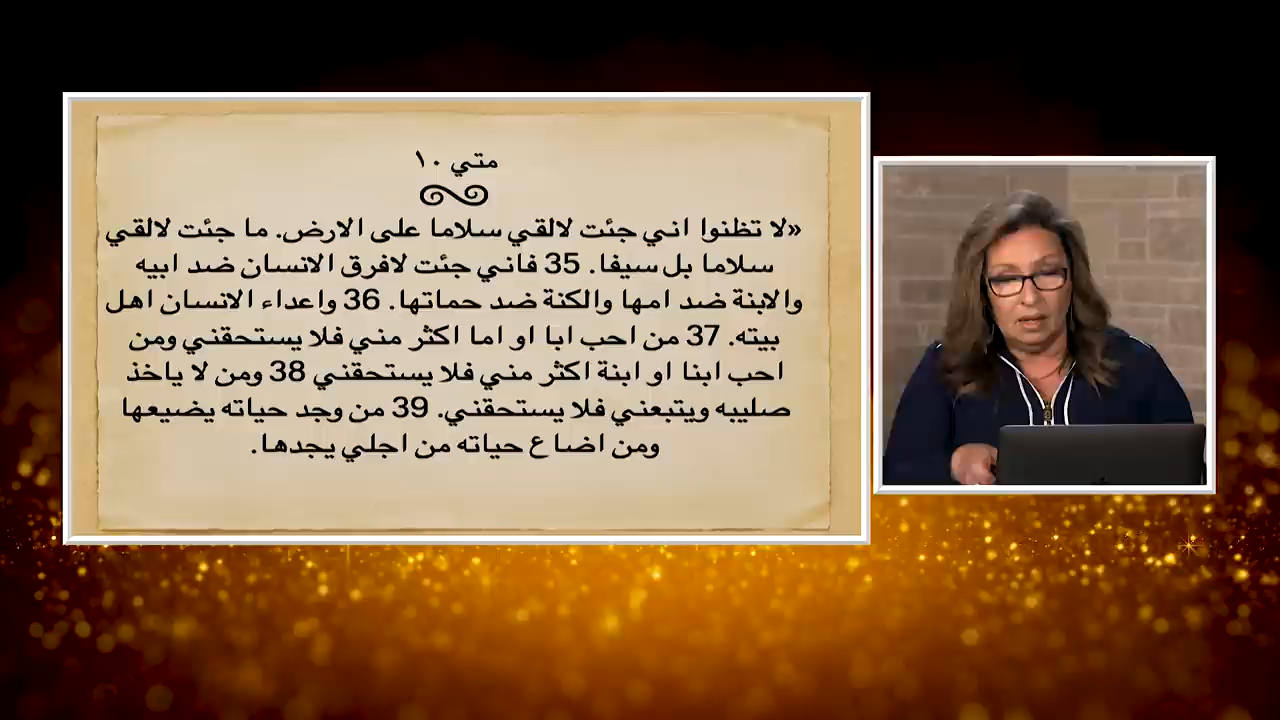 متي ١٠
«لا تظنوا اني جئت لالقي سلاما على الارض. ما جئت لالقي
سلاما بل سيفا. 35 فاني جئت لافرق الانسان ضد ابيه
والابنة ضد امها والكنة ضد حماتها. 36 واعداء الانسان اهل
بيته. 37 من احب ابا او اما اكثر مني فلا يستحقني ومن
احب ابنا او ابنة اكثر مني فلا يستحقني 38 ومن لا ياخذ
صليبه ويتبعني فلا يستحقني. 39 من وجد حياته يضيعها
ومن اضاع حياته من اجلي يجدها.